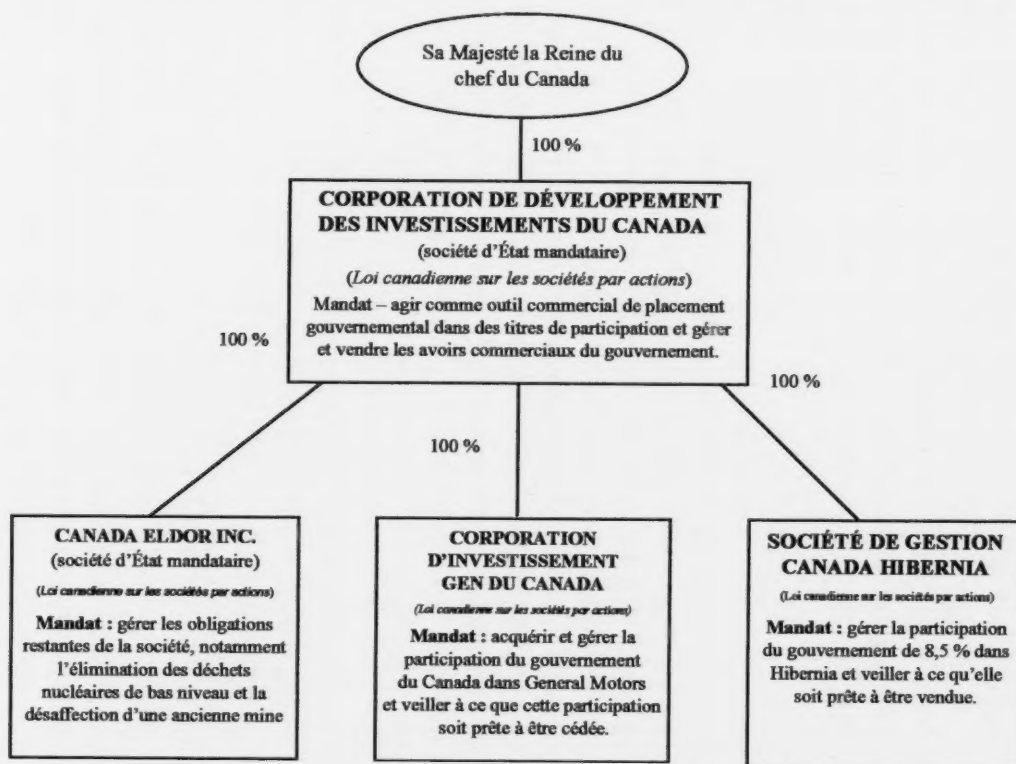 Sa Majesté la Reine du
chef du Canada
100 %
CORPORATION DE DÉVELOPPEMENT
DES INVESTISSEMENTS DU CANADA
(société d'État mandataire)
(Loi canadienne sur les sociétés par actions)
Mandat – agir comme outil commercial de placement
gouvernemental dans des titres de participation et gérer
et vendre les avoirs commerciaux du gouvernement.
100 %
100 %
100 %
CANADA ELDOR INC.
(société d'État mandataire)
(Loi canadienne sur les sociétés par actions)
Mandat : gérer les obligations
restantes de la société, notamment
l'élimination des déchets
nucléaires de bas niveau et la
désaffection d'une ancienne mine
CORPORATION
D'INVESTISSEMENT
GEN DU CANADA
(Loi canadienne sur les sociétés par actions)
Mandat : acquérir et gérer la
participation du gouvernement
du Canada dans General Motors
et veiller à ce que cette participation
soit prête à être cédée.
SOCIÉTÉ DE GESTION
CANADA HIBERNIA
(Loi canadienne sur les sociétés par actions)
Mandat : gérer la participation
du gouvernement de 8,5 % dans
Hibernia et veiller à ce qu'elle
soit prête à être vendue.